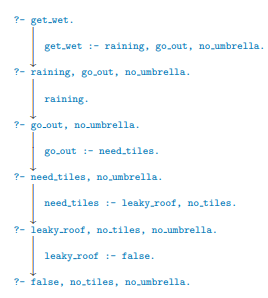 ?- get_wet.
get_wet :- raining, go_out, no_umbrella.
?- raining, go_out, no_umbrella.
raining.
?- go_out, no_umbrella.
go_out :- need_tiles.
?- need_tiles, no_umbrella.
need_tiles :- leaky_roof, no_tiles.
?- leaky_roof, no_tiles, no_umbrella.
leaky_roof :- false.
?- false, no_tiles, no_umbrella.